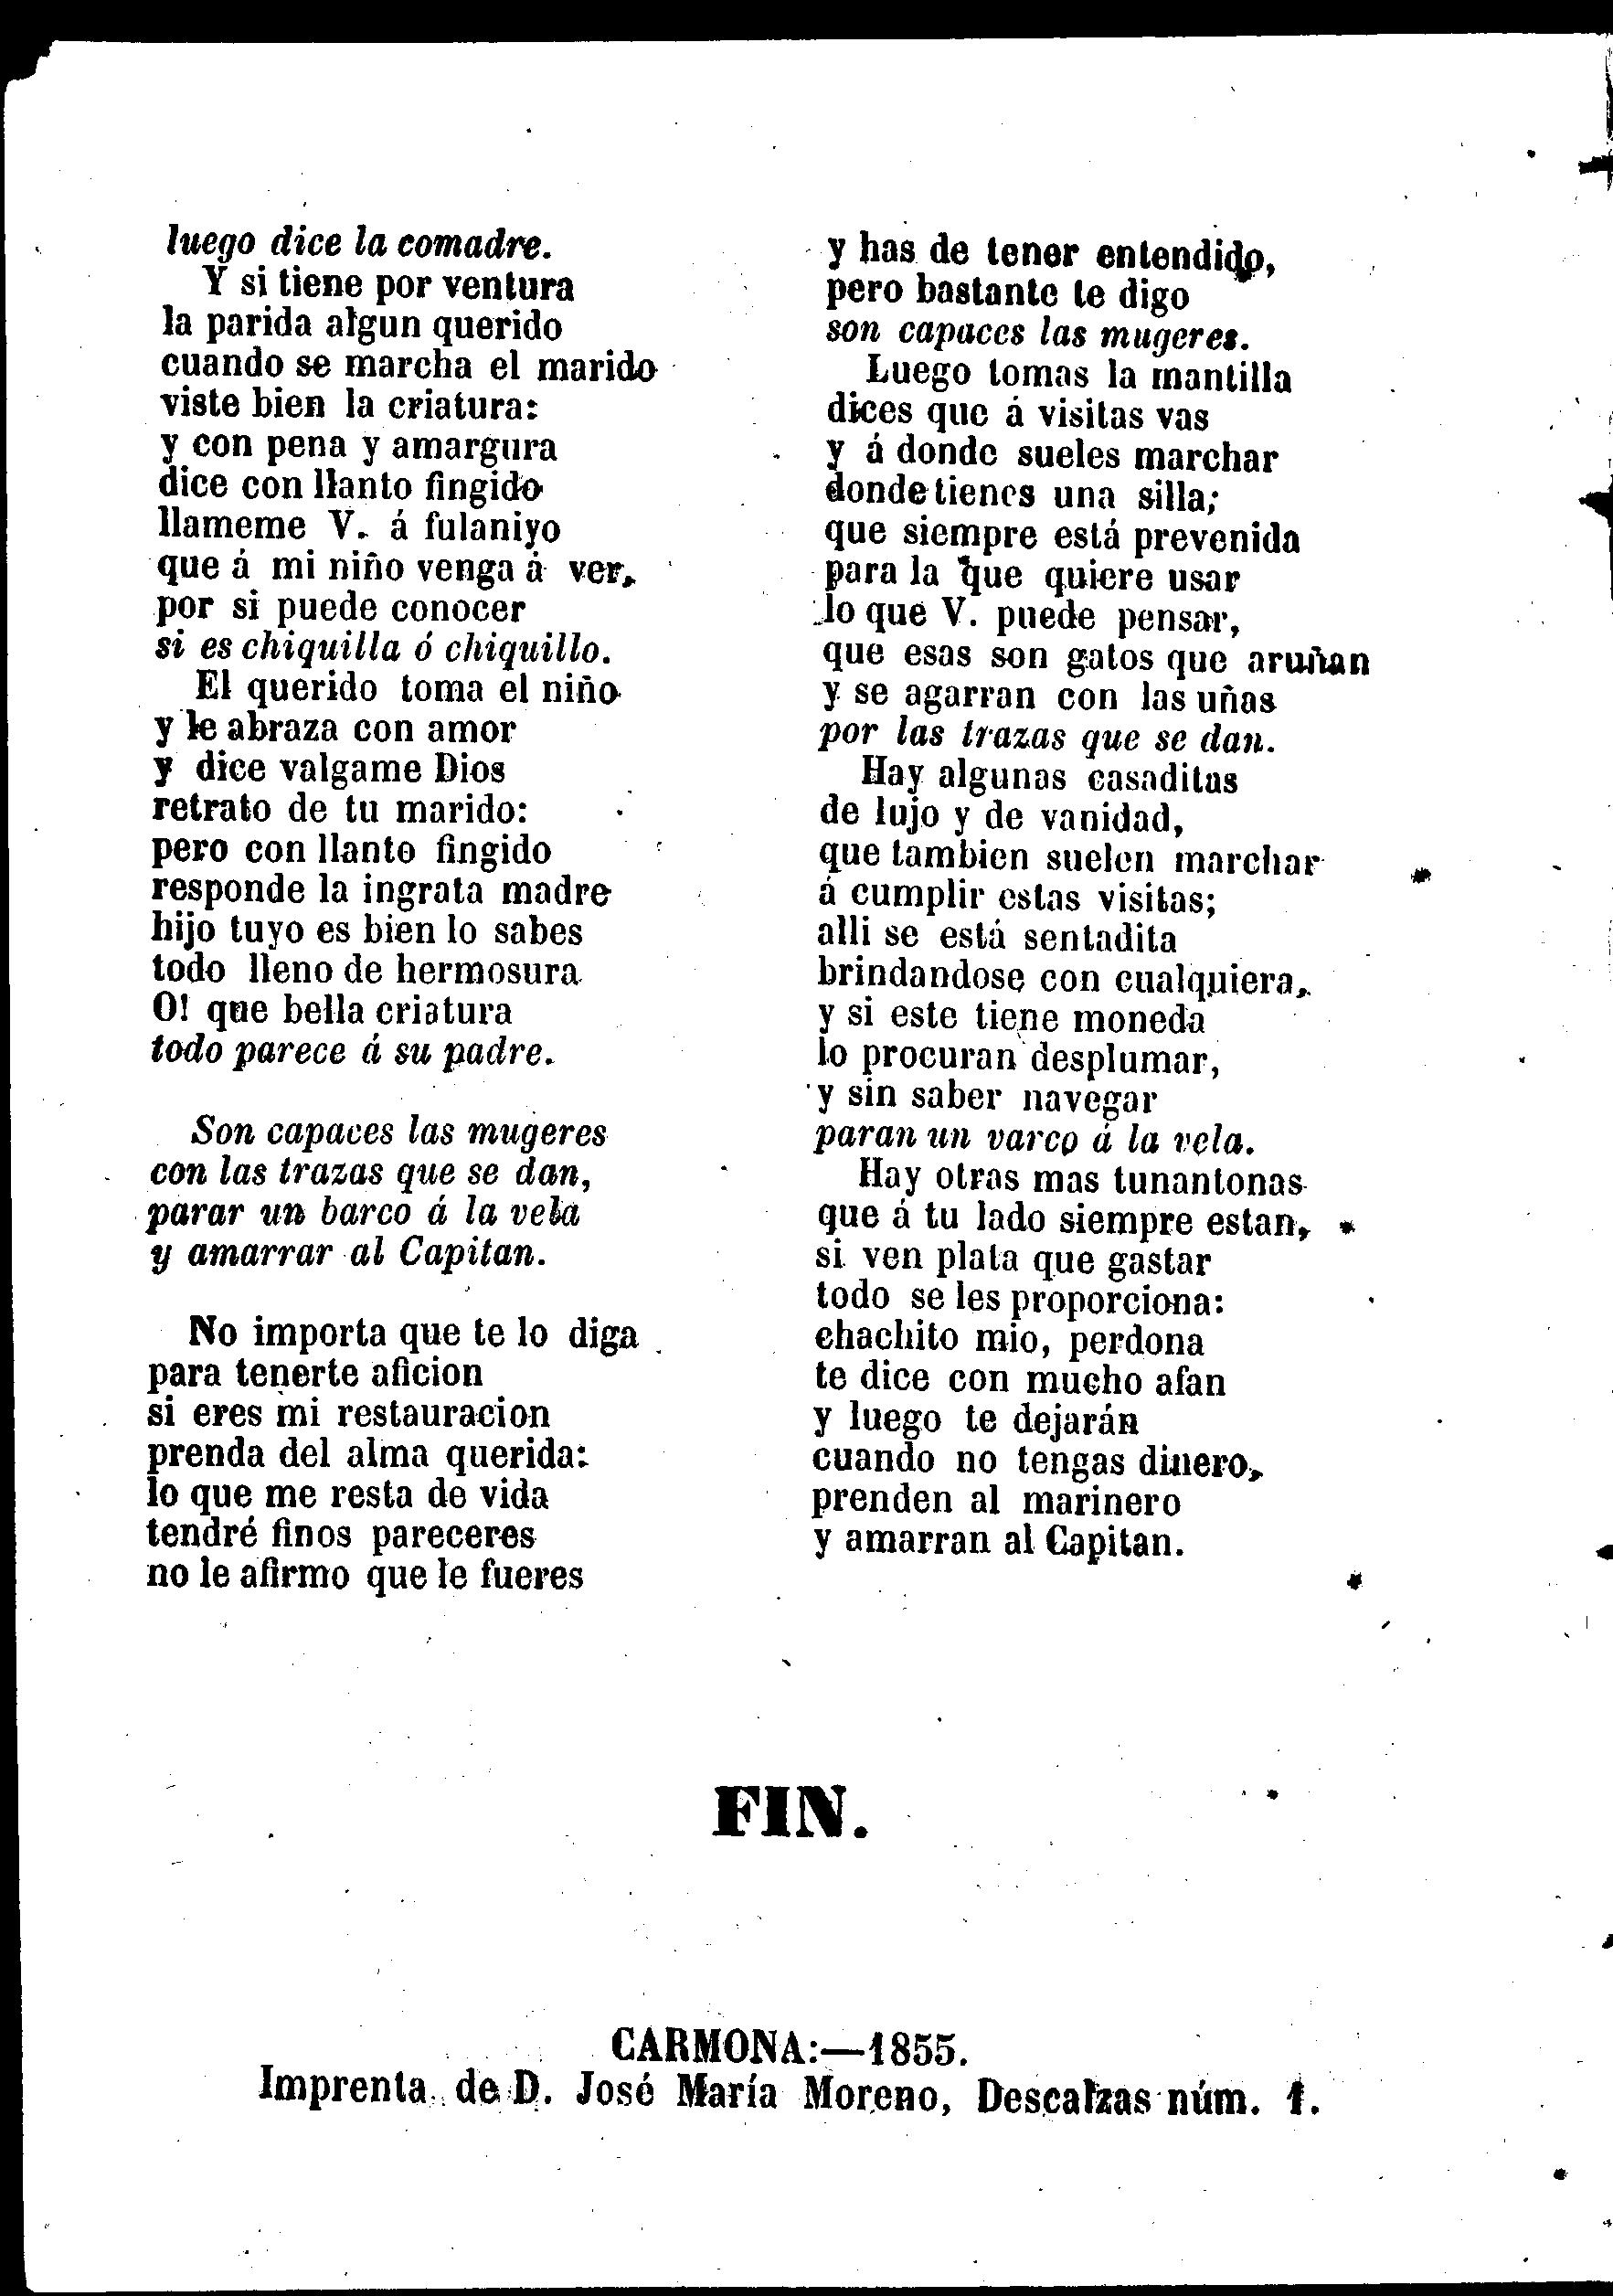 luego dice la comadre.
Y si tiene por ventura
la parida algun querido
cuando se marcha el marido
viste bien la criatura:
y con pena y amargura
dice con llanto fingido
llameme V. á fulaniyo
que á mi niño venga á ver,
por si puede conocer
si es chiquilla ó chiquillo.
El querido toma el niño
y le abraza con amor
y dice valgame Dios
retrato de tu marido:
pero con llanto fingido
responde la ingrata madre
hijo tuyo es bien lo sabes
todo lleno de hermosura
O! que bella criatura
todo parece á su padre.
Son capaces las mugeres
con las trazas que se dan,
parar un barco á la vela
y amarrar al Capitan.
No importa que te lo diga
para tenerte aficion
si eres mi restauracion
prenda del alma querida:
lo que me resta de vida
tendré finos pareceres
no le afirmo que le fueres
y has de tener entendido,
pero bastante te digo
son capaces las mugeres.
Luego tomas la mantilla
dices que á visitas vas
y á donde sueles marchar
donde tienes una silla;
que siempre está prevenida
para la que quiere usar
lo que V. puede pensar,
que esas son gatos que aruñan
y se agarran con las uñas
por las trazas que se dan.
Hay algunas casaditas
de lujo y de vanidad,
que tambien suelen marchar
á cumplir estas visitas;
alli se está sentadita
brindandose con cualquiera,
y si este tiene moneda
lo procuran desplumar,
y sin saber navegar
paran un varco á la vela.
Hay otras mas tunantonas
que á tu lado siempre estan,
si ven plata que gastar
todo se les proporciona:
chachito mio, perdona
te dice con mucho afan
y luego te dejarán
cuando no tengas dinero,
prenden al marinero
y amarran al Capitan.
FIN.
CARMONA:—1855.
Imprenta de D. José María Moreno, Descalzas núm. 1.